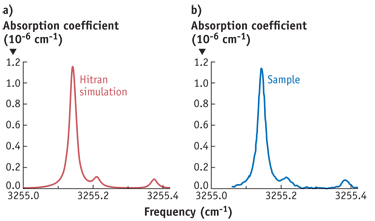 a)
Absorption coefficient
(10-6 cm-1)
1.2
1.0
0.8
0.6
0.4
0.2
0.0
3255.0
3255.2
3255.4
Hitran
simulation
b)
Absorption coefficient
(10-6 cm-1)
1.2
1.0
0.8
0.6
0.4
0.2
0.0
3255.0
3255.2
3255.4
Sample
Frequency (cm-1)